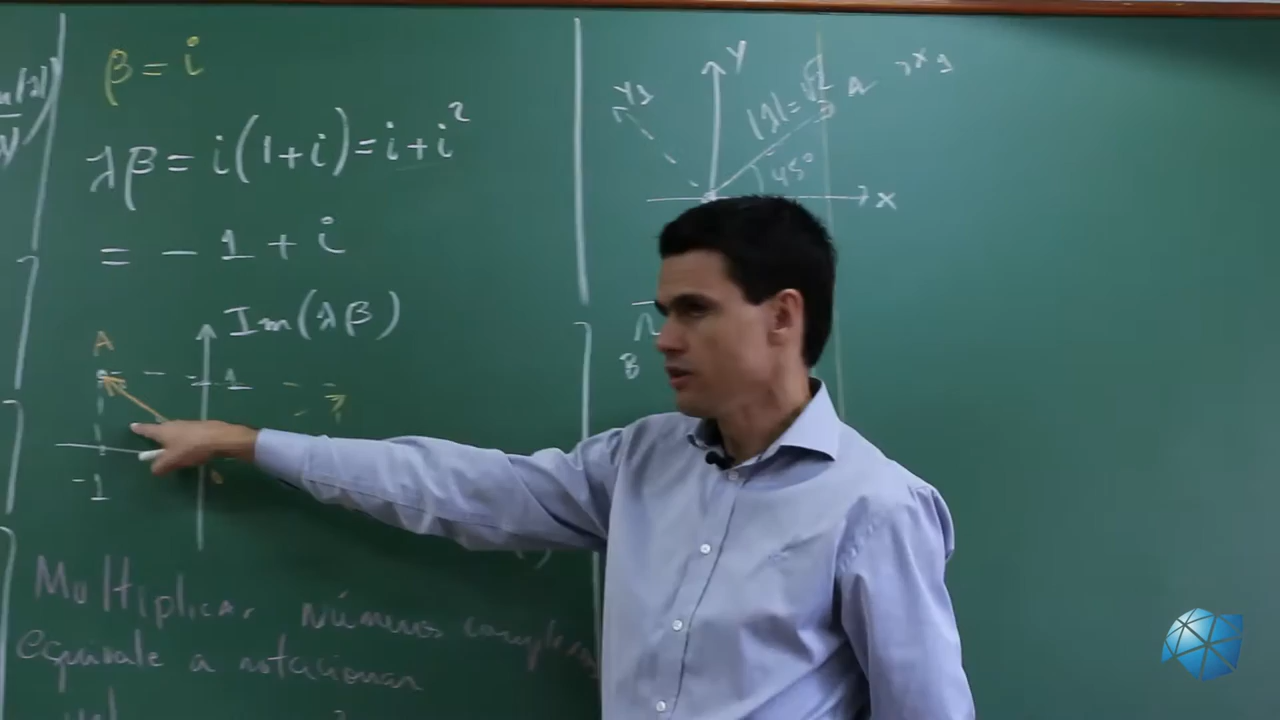 β = i
λβ = i(1+i) = i+i²
= -1 + i
Im(λβ)
A
1
-1
Multiplicar números complexos
equivale a rotacionar
Y
X
|λ|=√2
A
45°
B